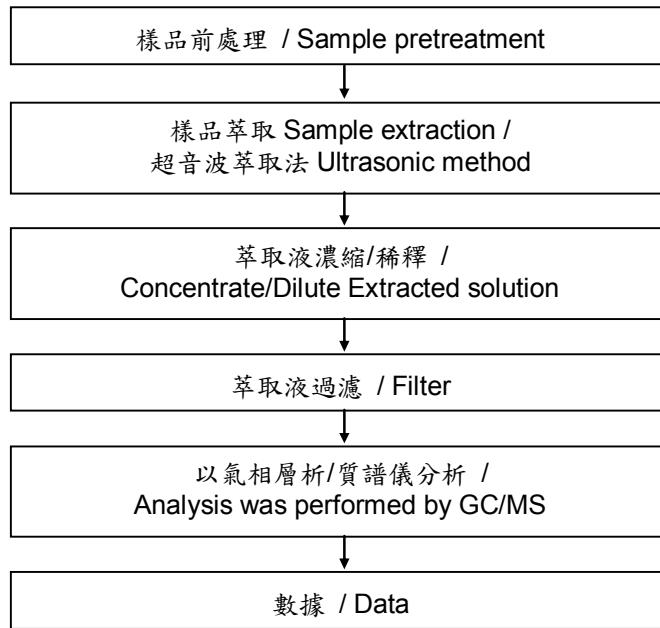 樣品前處理 / Sample pretreatment
樣品萃取 Sample extraction /
超音波萃取法 Ultrasonic method
萃取液濃縮/稀釋 /
Concentrate/Dilute Extracted solution
萃取液過濾 / Filter
以氣相層析/質譜儀分析 /
Analysis was performed by GC/MS
數據 / Data